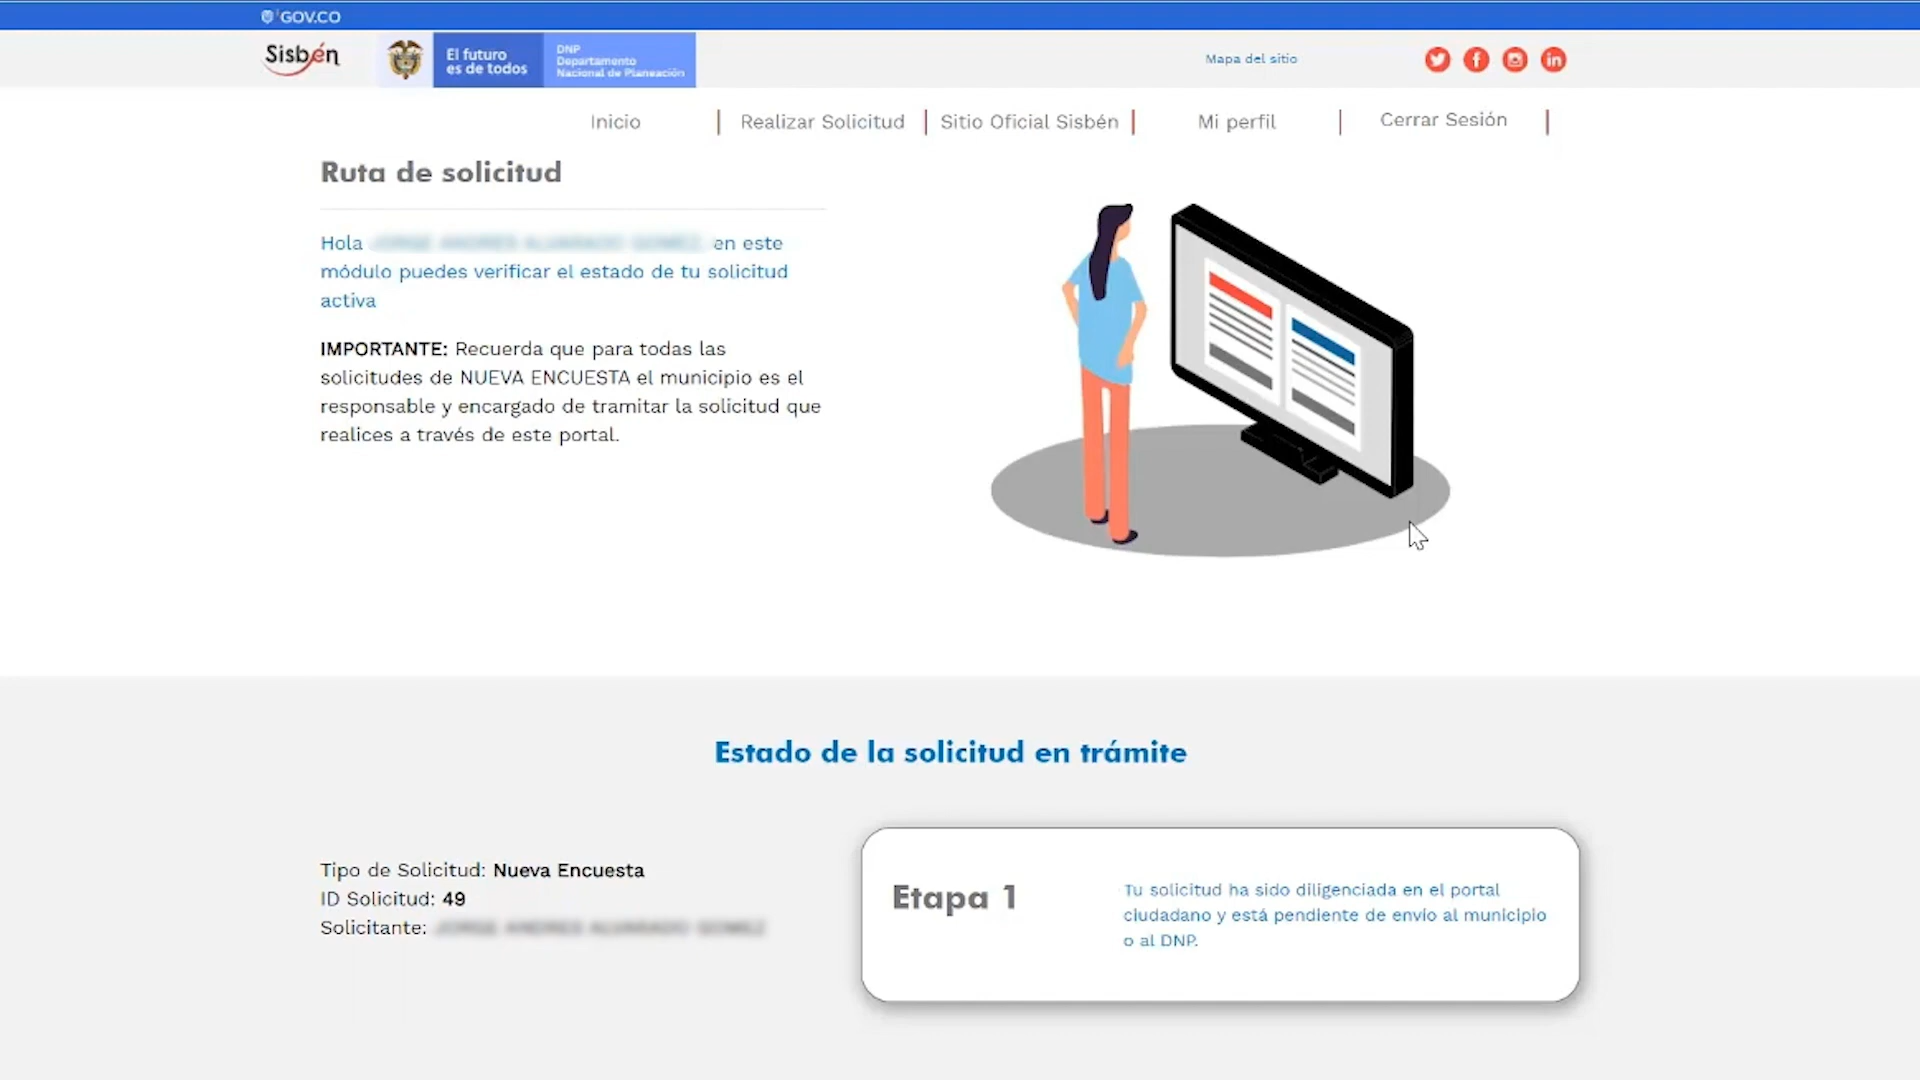 GOV.CO
Sisbén
El futuro
es de todos
DNP
Departamento
Nacional de Planeación
Mapa del sitio
Inicio
Realizar Solicitud
Sitio Oficial Sisbén
Mi perfil
Cerrar Sesión
Ruta de solicitud
Hola en este
módulo puedes verificar el estado de tu solicitud
activa
IMPORTANTE: Recuerda que para todas las
solicitudes de NUEVA ENCUESTA el municipio es el
responsable y encargado de tramitar la solicitud que
realices a través de este portal.
Estado de la solicitud en trámite
Tipo de Solicitud: Nueva Encuesta
ID Solicitud: 49
Solicitante:
Etapa 1
Tu solicitud ha sido diligenciada en el portal
ciudadano y está pendiente de envío al municipio
o al DNP.